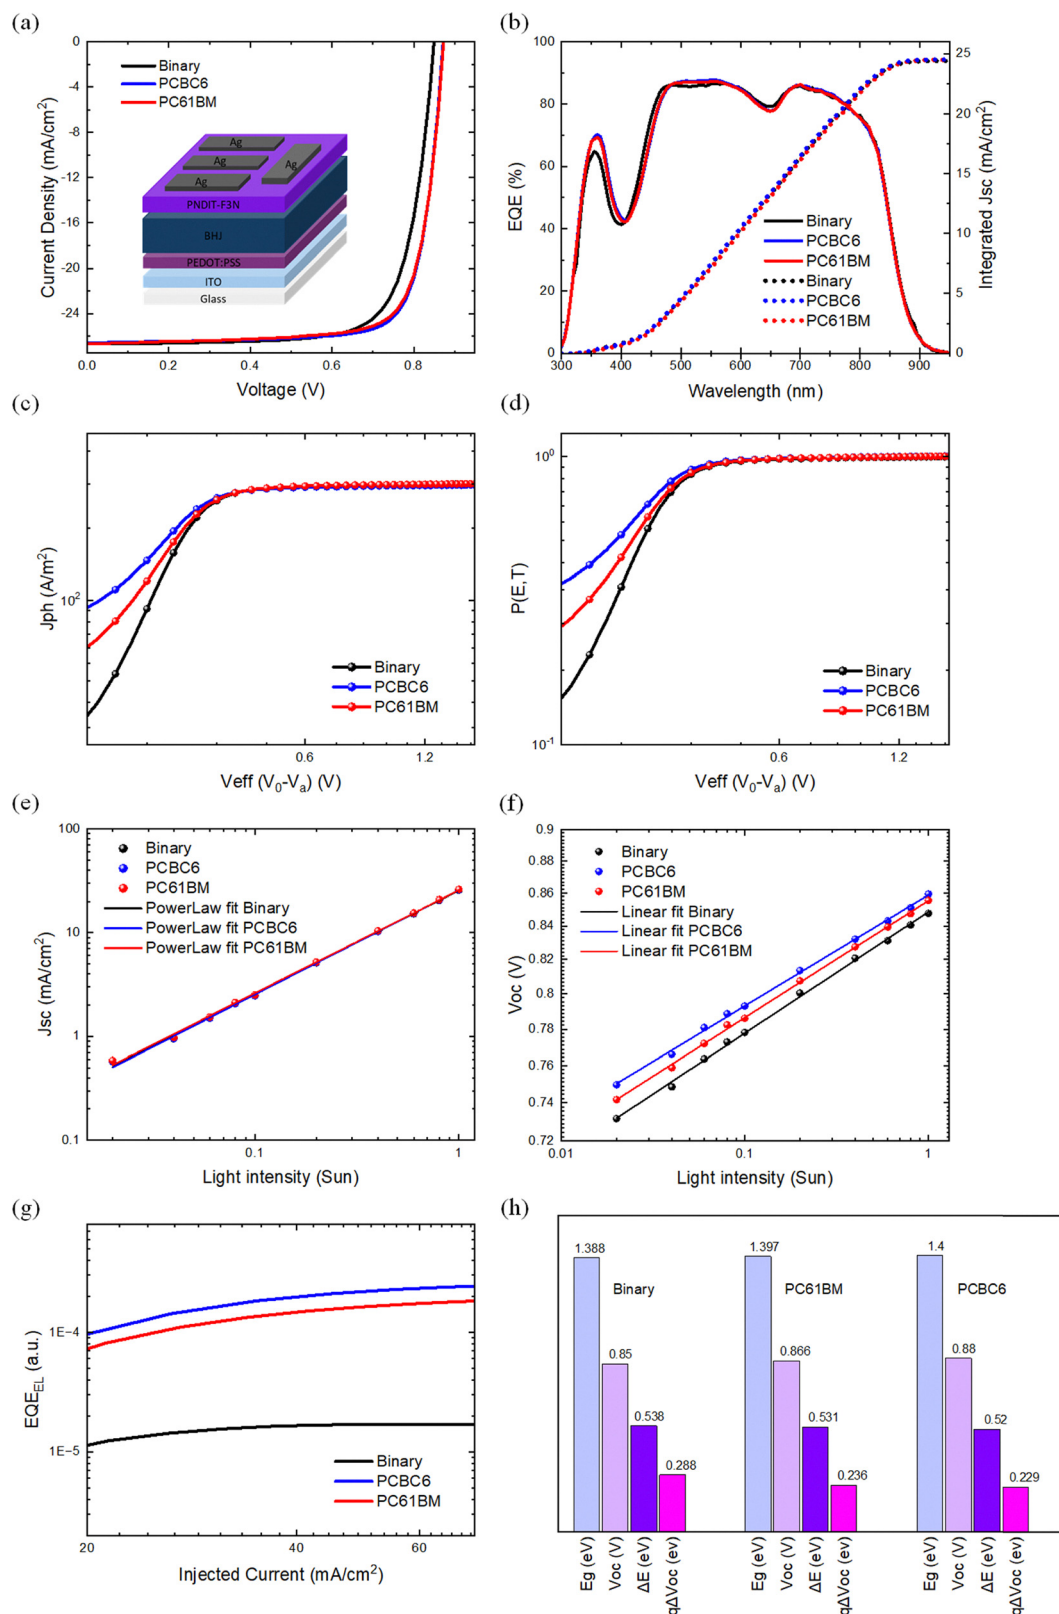 (a)
0
-4
-8
-12
-16
-20
-24
Current Density (mA/cm²)
Binary
PCBC6
PC61BM
Ag
Ag
Ag
Ag
PNDIT-F3N
BHJ
PEDOT:PSS
ITO
Glass
0.0 0.2 0.4 0.6 0.8
Voltage (V)
(b)
100
80
60
40
20
0
EQE (%)
25
20
15
10
5
0
Integrated Jsc (mA/cm²)
Binary
PCBC6
PC61BM
Binary
PCBC6
PC61BM
300 400 500 600 700 800 900
Wavelength (nm)
(c)
10²
Jph (A/m²)
Binary
PCBC6
PC61BM
0.6 1.2
Veff (V₀-Vₐ) (V)
(d)
10⁰
10⁻¹
P(E,T)
Binary
PCBC6
PC61BM
0.6 1.2
Veff (V₀-Vₐ) (V)
(e)
100
10
1
0.1
Jsc (mA/cm²)
Binary
PCBC6
PC61BM
PowerLaw fit Binary
PowerLaw fit PCBC6
PowerLaw fit PC61BM
0.1 1
Light intensity (Sun)
(f)
0.9
0.88
0.86
0.84
0.82
0.8
0.78
0.76
0.74
0.72
Voc (V)
Binary
PCBC6
PC61BM
Linear fit Binary
Linear fit PCBC6
Linear fit PC61BM
0.01 0.1 1
Light intensity (Sun)
(g)
1E−4
1E−5
EQE_EL (a.u.)
Binary
PCBC6
PC61BM
20 40 60
Injected Current (mA/cm²)
(h)
1.388
0.85
0.538
0.288
Binary
1.397
0.866
0.531
0.236
PC61BM
1.4
0.88
0.52
0.229
PCBC6
Eg (eV)
Voc (V)
ΔE (eV)
qΔVoc (ev)
Eg (eV)
Voc (V)
ΔE (eV)
qΔVoc (ev)
Eg (eV)
Voc (V)
ΔE (eV)
qΔVoc (ev)